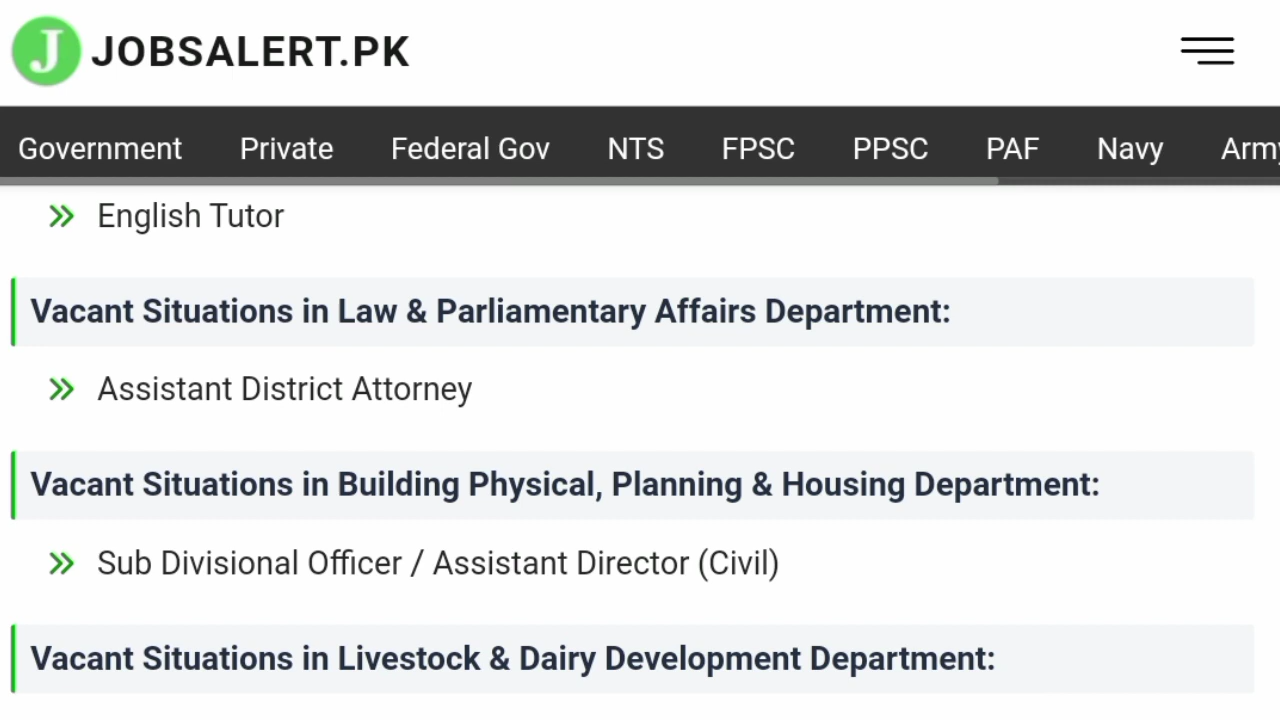 J JOBSALERT.PK
Government Private Federal Gov NTS FPSC PPSC PAF Navy Army
English Tutor
Vacant Situations in Law & Parliamentary Affairs Department:
Assistant District Attorney
Vacant Situations in Building Physical, Planning & Housing Department:
Sub Divisional Officer / Assistant Director (Civil)
Vacant Situations in Livestock & Dairy Development Department: